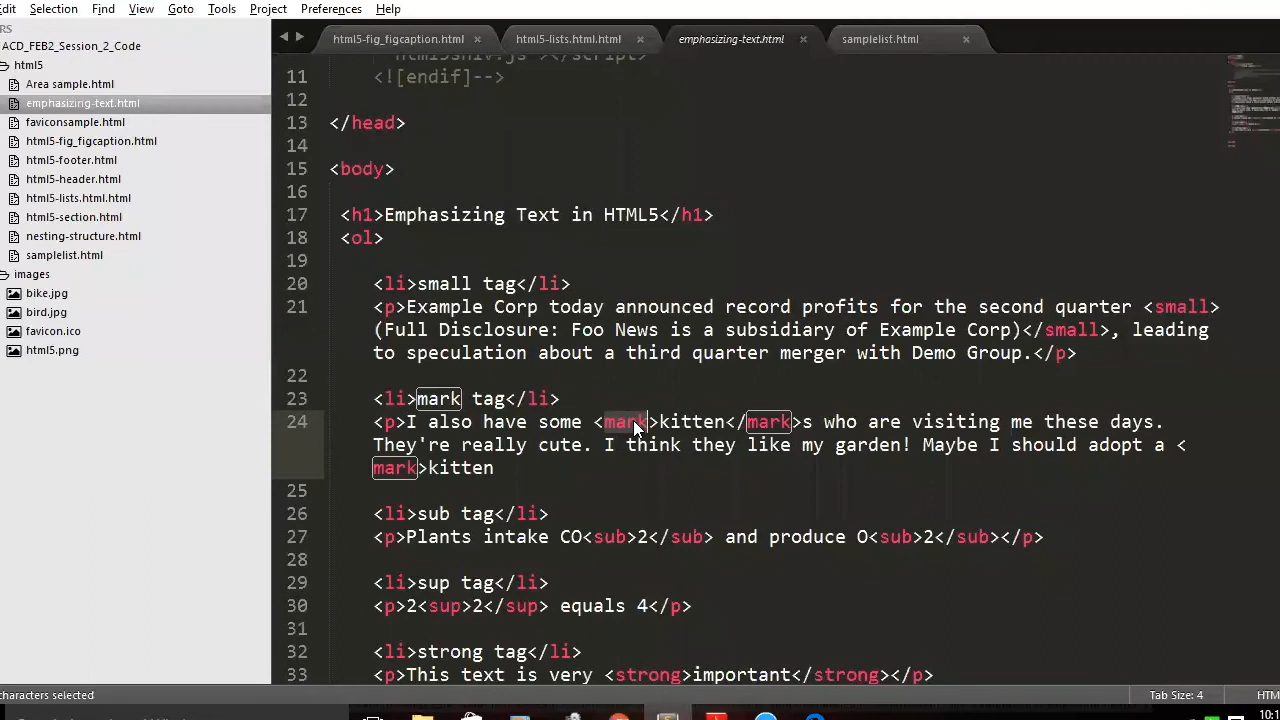 Selection Find View Goto Tools Project Preferences Help
html5-fig_figcaption.html × html5-lists.html.html × emphasizing-text.html × samplelist.html ×
ACD_FEB2_Session_2_Code
html5
Area sample.html
emphasizing-text.html
faviconsample.html
html5-fig_figcaption.html
html5-footer.html
html5-header.html
html5-lists.html.html
html5-section.html
nesting-structure.html
samplelist.html
images
bike.jpg
bird.jpg
favicon.ico
html5.png
html5shiv.js"></script>
11 <![endif]-->
12
13 </head>
14
15 <body>
16
17 <h1>Emphasizing Text in HTML5</h1>
18 <ol>
19
20 <li>small tag</li>
21 <p>Example Corp today announced record profits for the second quarter <small>
(Full Disclosure: Foo News is a subsidiary of Example Corp)</small>, leading
to speculation about a third quarter merger with Demo Group.</p>
22
23 <li>mark tag</li>
24 <p>I also have some <mark>kitten</mark>s who are visiting me these days.
They're really cute. I think they like my garden! Maybe I should adopt a <
mark>kitten
25
26 <li>sub tag</li>
27 <p>Plants intake CO<sub>2</sub> and produce O<sub>2</sub></p>
28
29 <li>sup tag</li>
30 <p>2<sup>2</sup> equals 4</p>
31
32 <li>strong tag</li>
33 <p>This text is very <strong>important</strong></p>
characters selected
Tab Size: 4
HTM
10:1